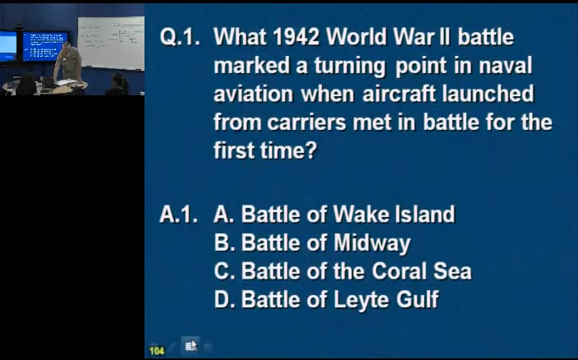 Q.1. What 1942 World War II battle
marked a turning point in naval
aviation when aircraft launched
from carriers met in battle for the
first time?
A.1. A. Battle of Wake Island
B. Battle of Midway
C. Battle of the Coral Sea
D. Battle of Leyte Gulf
104